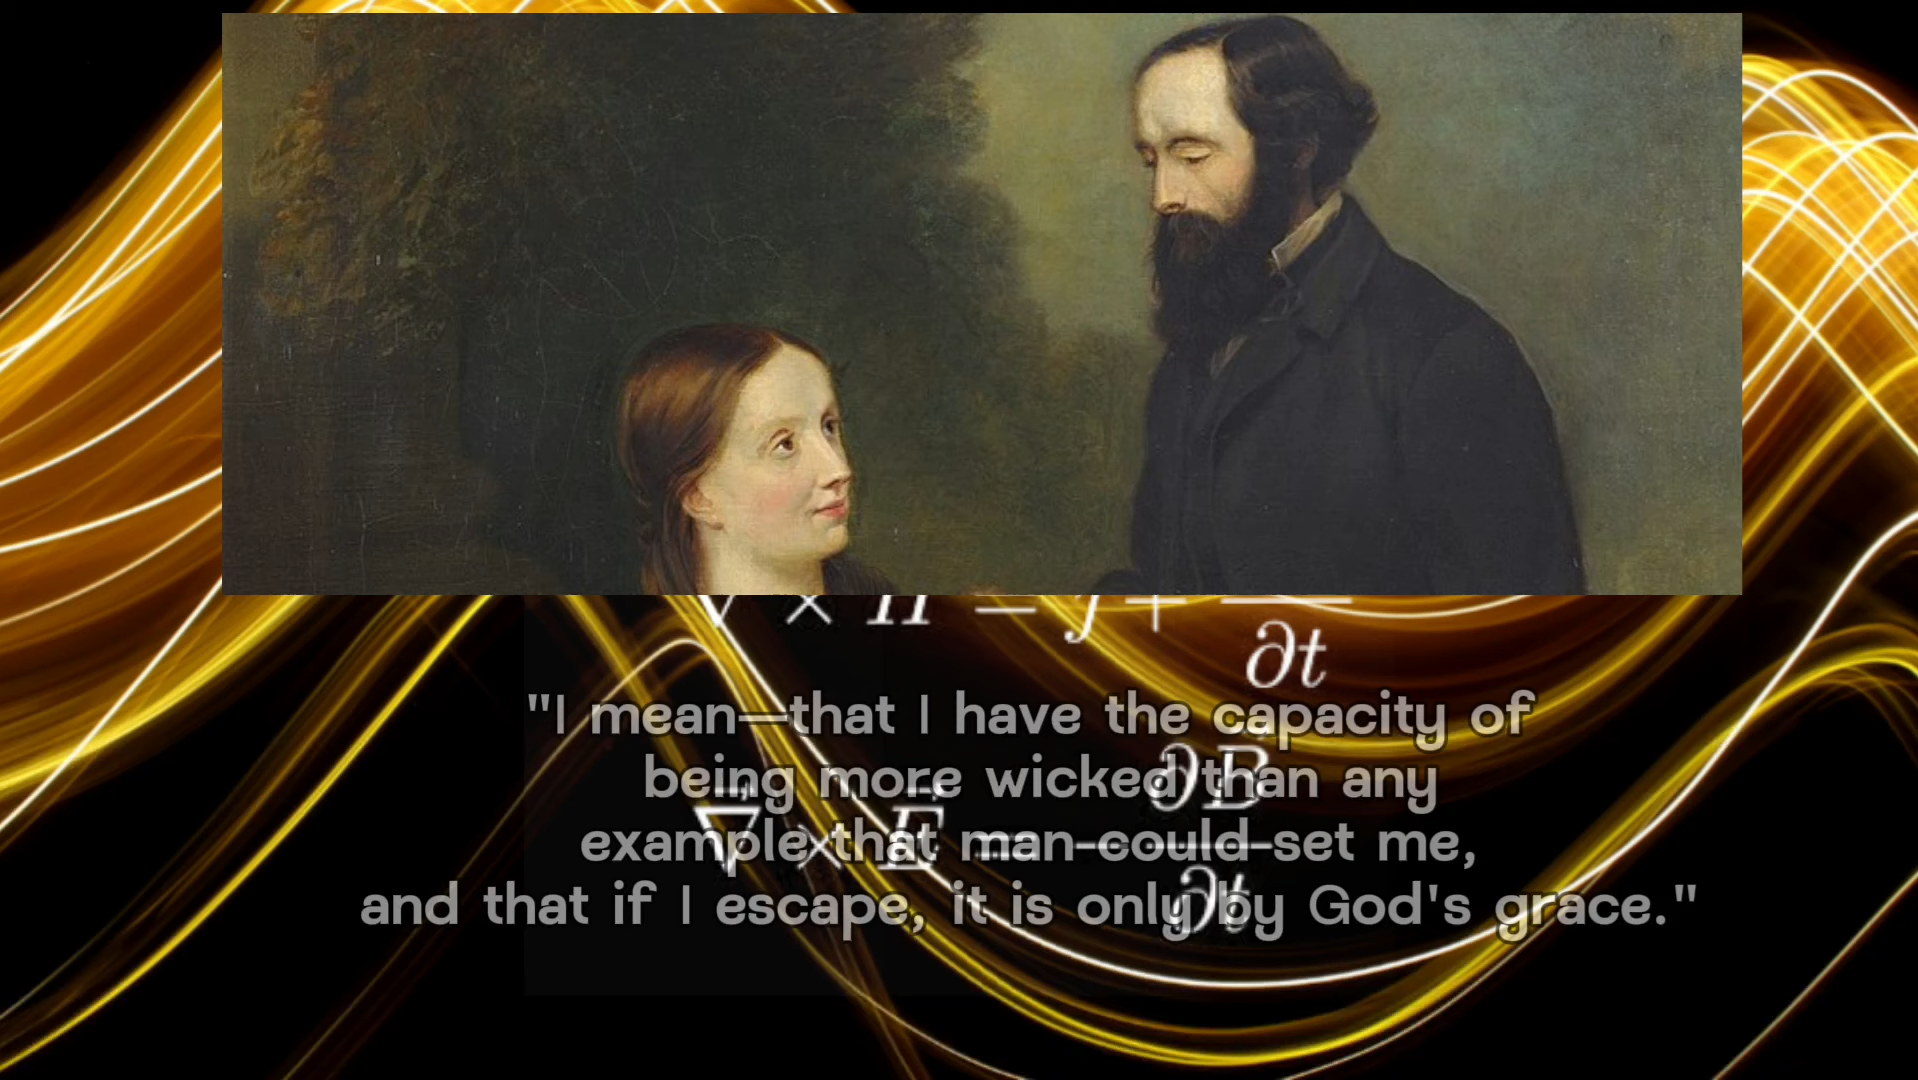 ∇ × H = J +
∂t
"I mean—that I have the capacity of
being more wicked than any
example that man could set me,
and that if I escape, it is only by God's grace."
∇ × E = -∂B/∂t